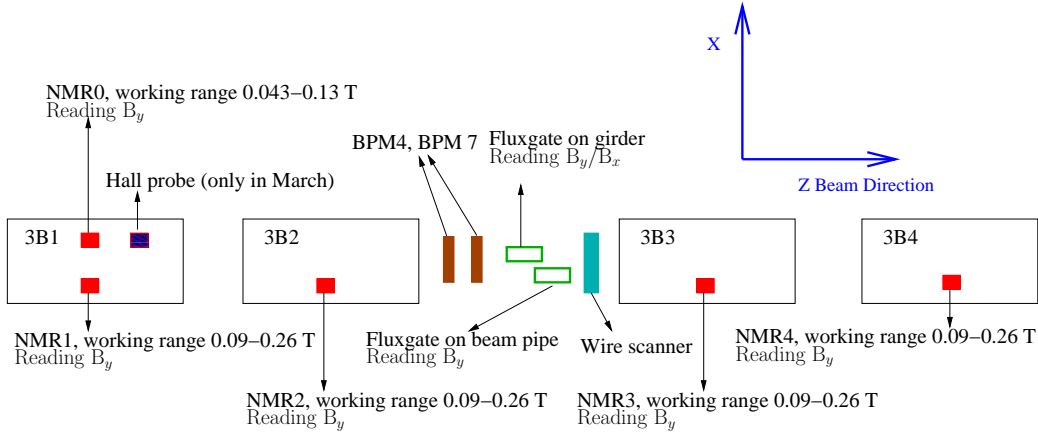 X
NMR0, working range 0.043–0.13 T
Reading B_y
BPM4, BPM 7
Fluxgate on girder
Reading B_y/B_x
Hall probe (only in March)
Z Beam Direction
3B1
3B2
3B3
3B4
NMR1, working range 0.09–0.26 T
Reading B_y
Fluxgate on beam pipe
Reading B_y
Wire scanner
NMR4, working range 0.09–0.26 T
Reading B_y
NMR2, working range 0.09–0.26 T
Reading B_y
NMR3, working range 0.09–0.26 T
Reading B_y